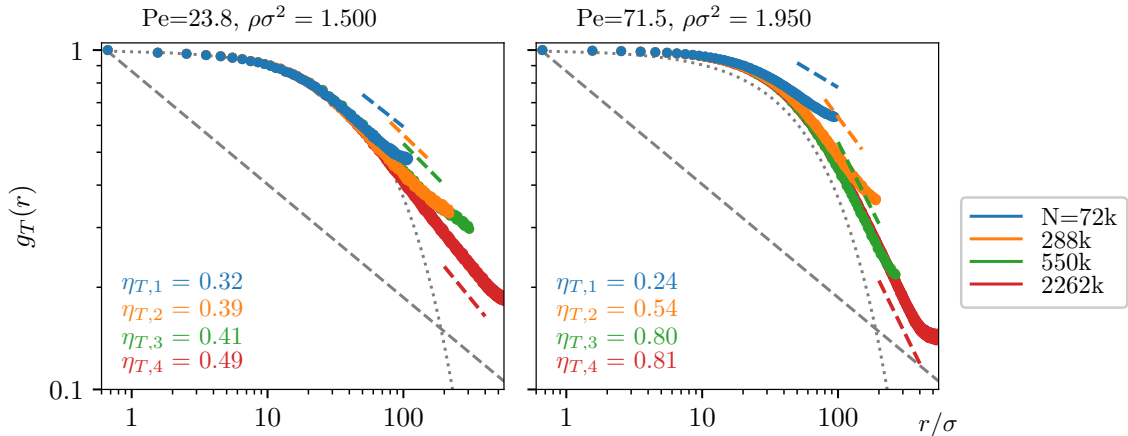 Pe=23.8, ρσ² = 1.500
Pe=71.5, ρσ² = 1.950
g_T(r)
1
0.1
η_{T,1} = 0.32
η_{T,2} = 0.39
η_{T,3} = 0.41
η_{T,4} = 0.49
η_{T,1} = 0.24
η_{T,2} = 0.54
η_{T,3} = 0.80
η_{T,4} = 0.81
N=72k
288k
550k
2262k
1 10 100
1 10 100 r/σ